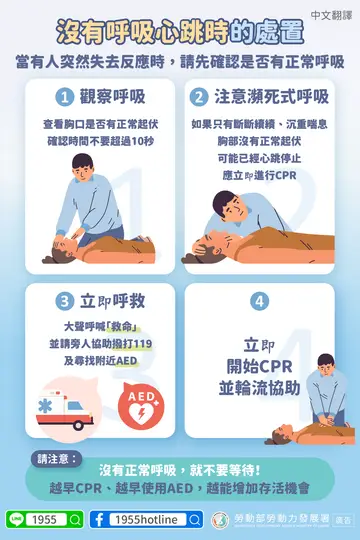 中文翻譯
沒有呼吸心跳時的處置
當有人突然失去反應時，請先確認是否有正常呼吸
1 觀察呼吸
查看胸口是否有正常起伏
確認時間不要超過10秒
2 注意瀕死式呼吸
如果只有斷斷續續、沉重喘息
胸部沒有正常起伏
可能已經心跳停止
應立即進行CPR
3 立即呼救
大聲呼喊「救命」
並請旁人協助撥打119
及尋找附近AED
AED
4
立即
開始CPR
並輪流協助
請注意：
沒有正常呼吸，就不要等待！
越早CPR、越早使用AED，越能增加存活機會
LINE 1955
f 1955hotline
勞動部勞動力發展署
廣告